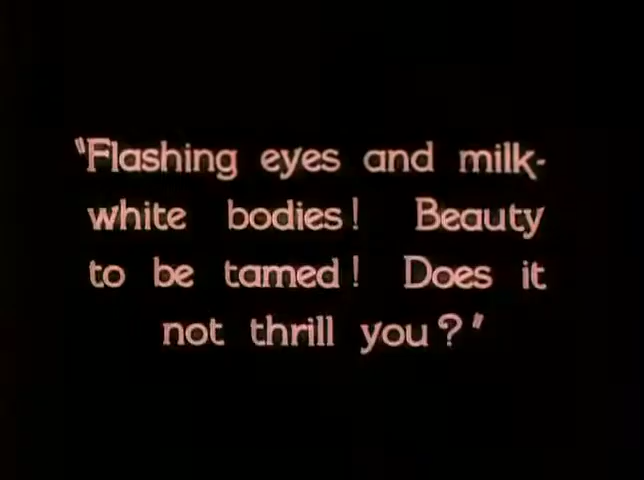 "Flashing eyes and milk-
white bodies! Beauty
to be tamed! Does it
not thrill you?"